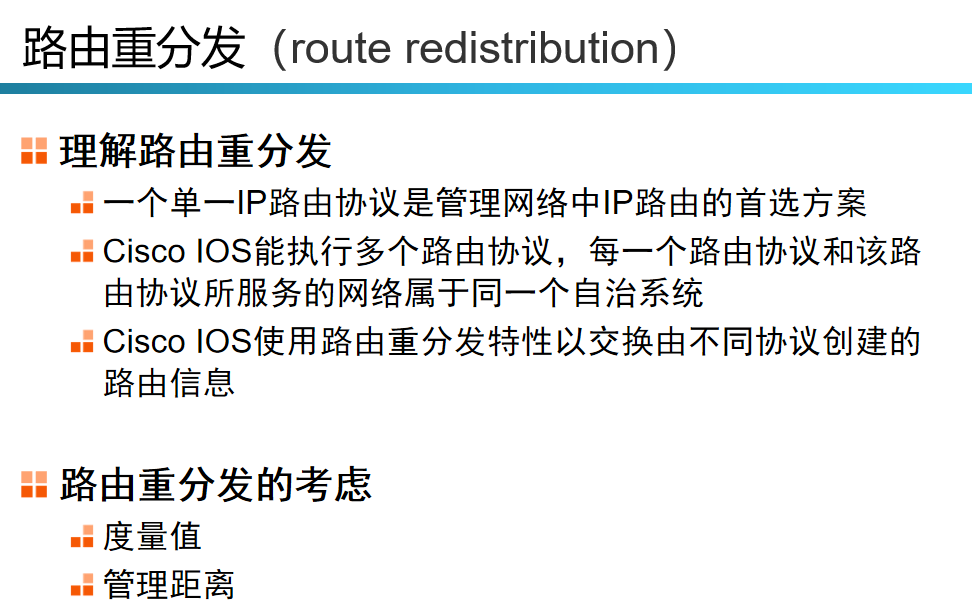 路由重分发（route redistribution）
理解路由重分发
一个单一IP路由协议是管理网络中IP路由的首选方案
Cisco IOS能执行多个路由协议，每一个路由协议和该路
由协议所服务的网络属于同一个自治系统
Cisco IOS使用路由重分发特性以交换由不同协议创建的
路由信息
路由重分发的考虑
度量值
管理距离